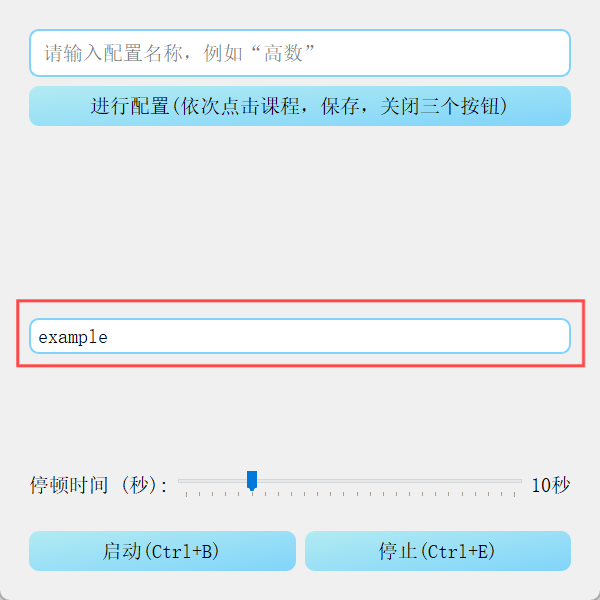 请输入配置名称，例如“高数”
进行配置(依次点击课程，保存，关闭三个按钮)
example
停顿时间 (秒): 10秒
启动(Ctrl+B) 停止(Ctrl+E)